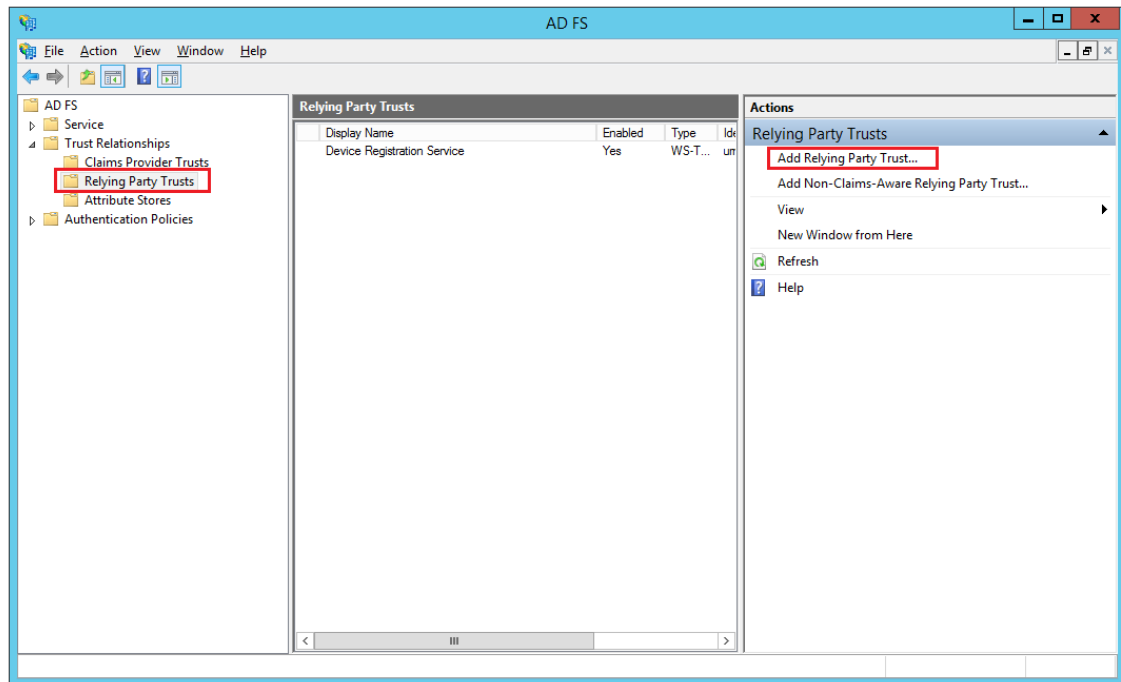 AD FS
File Action View Window Help
AD FS
Service
Trust Relationships
Claims Provider Trusts
Relying Party Trusts
Attribute Stores
Authentication Policies
Relying Party Trusts
Display Name Enabled Type Ide
Device Registration Service Yes WS-T... urr
Actions
Relying Party Trusts
Add Relying Party Trust...
Add Non-Claims-Aware Relying Party Trust...
View
New Window from Here
Refresh
Help